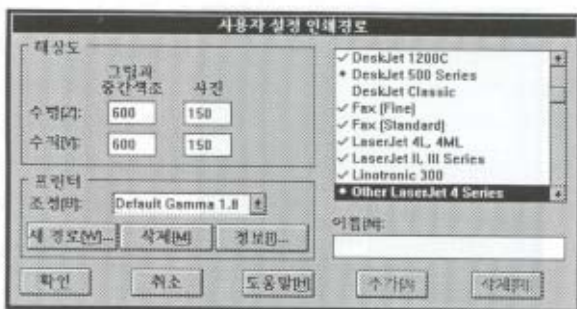 사용자 설정 인쇄경로
해상도
그림과
중간색조 사진
수평[Z]: 600 150
수직[V]: 600 150
프린터
조정[B]: Default Gamma 1.8
새 경로[W]... 삭제[M] 정보[I]...
확인 취소 도움말[H]
✓ DeskJet 1200C
◆ DeskJet 500 Series
DeskJet Classic
✓ Fax [Fine]
✓ Fax [Standard]
✓ LaserJet 4L, 4ML
✓ LaserJet II, III Series
✓ Linotronic 300
◆ Other LaserJet 4 Series
이름[N]:
추가[A] 삭제[D]